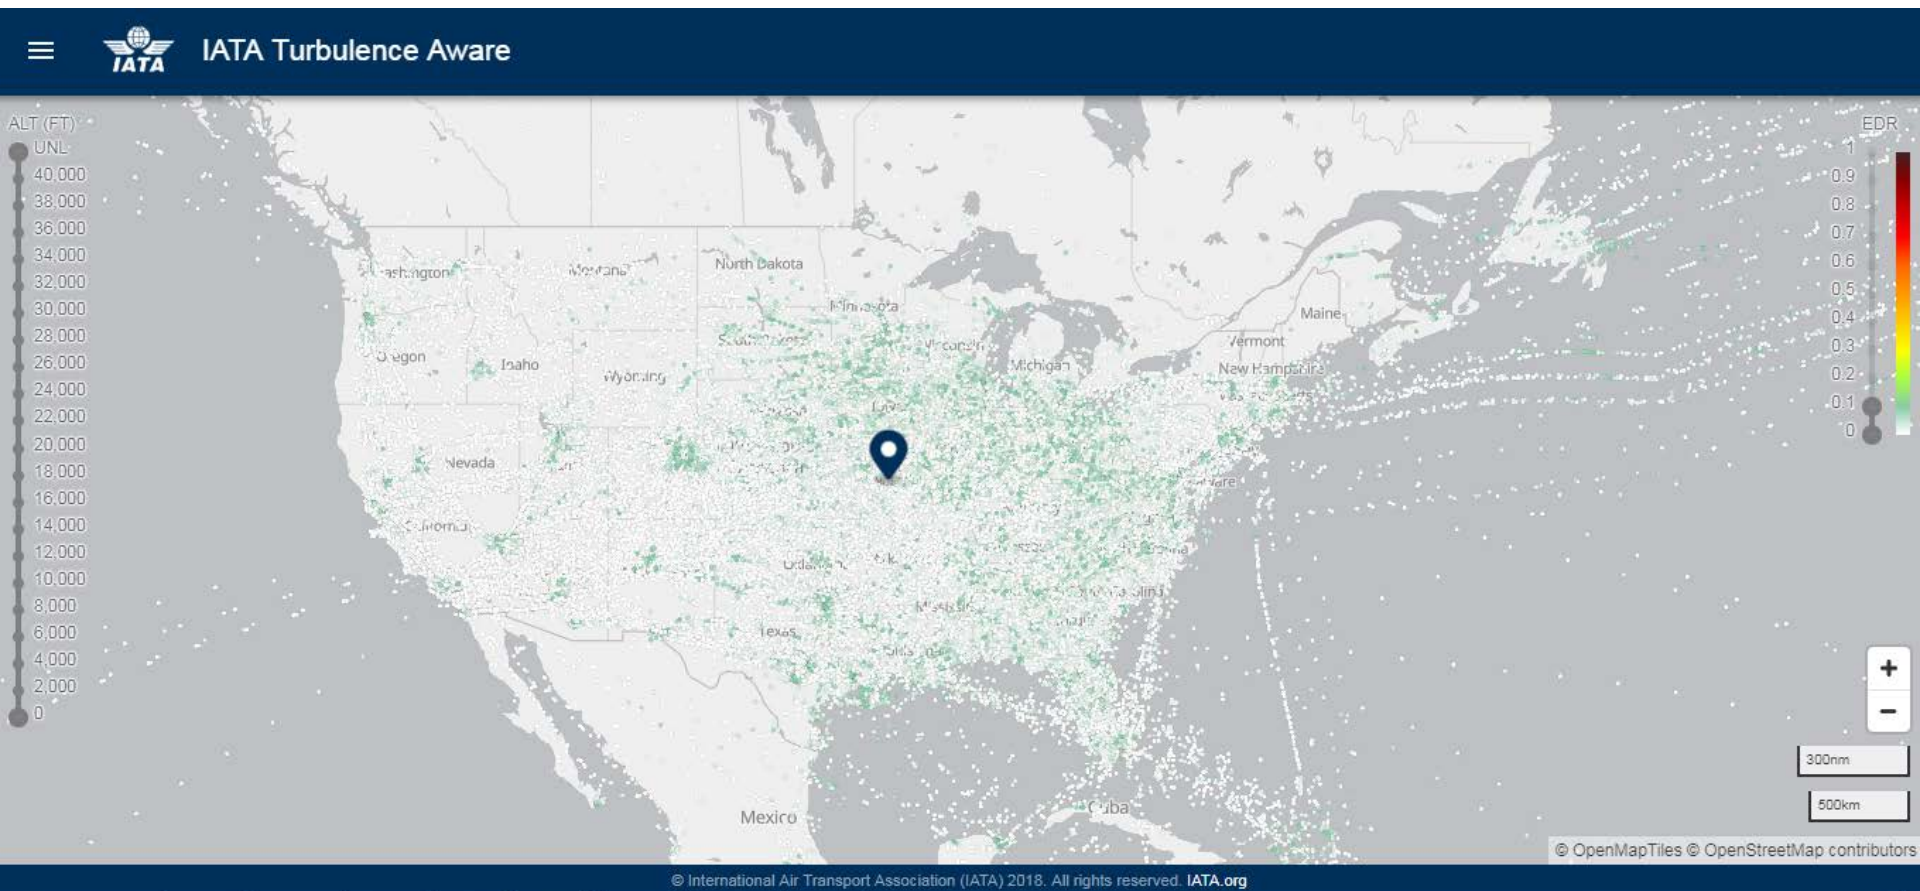 IATA
IATA Turbulence Aware
ALT (FT)
UNL
40,000
38,000
36,000
34,000
32,000
30,000
28,000
26,000
24,000
22,000
20,000
18,000
16,000
14,000
12,000
10,000
8,000
6,000
4,000
2,000
0
EDR
1
0.9
0.8
0.7
0.6
0.5
0.4
0.3
0.2
0.1
0
North Dakota
Minnesota
Maine
Vermont
Michigan
Idaho
Wyoming
Nevada
Texas
Mexico
Cuba
+
−
300nm
500km
© OpenMapTiles © OpenStreetMap contributors
© International Air Transport Association (IATA) 2018. All rights reserved. IATA.org